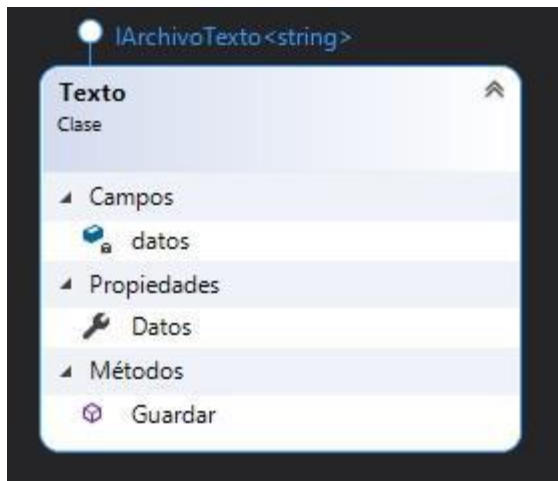 IArchivoTexto<string>
Texto
Clase
Campos
datos
Propiedades
Datos
Métodos
Guardar